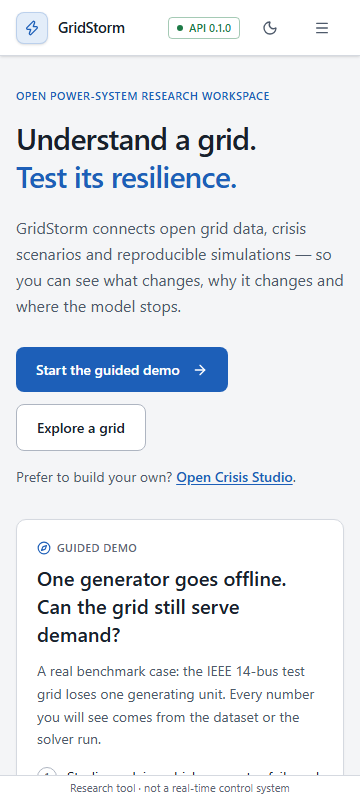 GridStorm
API 0.1.0
OPEN POWER-SYSTEM RESEARCH WORKSPACE
Understand a grid.
Test its resilience.
GridStorm connects open grid data, crisis
scenarios and reproducible simulations — so
you can see what changes, why it changes and
where the model stops.
Start the guided demo
Explore a grid
Prefer to build your own? Open Crisis Studio.
GUIDED DEMO
One generator goes offline.
Can the grid still serve
demand?
A real benchmark case: the IEEE 14-bus test
grid loses one generating unit. Every number
you will see comes from the dataset or the
solver run.
Research tool · not a real-time control system